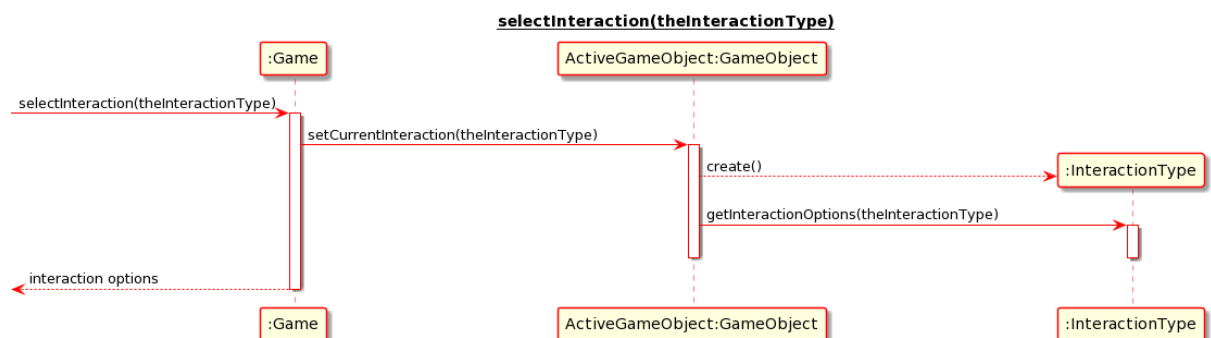 selectInteraction(theInteractionType)
:Game
ActiveGameObject:GameObject
selectInteraction(theInteractionType)
setCurrentInteraction(theInteractionType)
create()
:InteractionType
getInteractionOptions(theInteractionType)
interaction options
:Game
ActiveGameObject:GameObject
:InteractionType